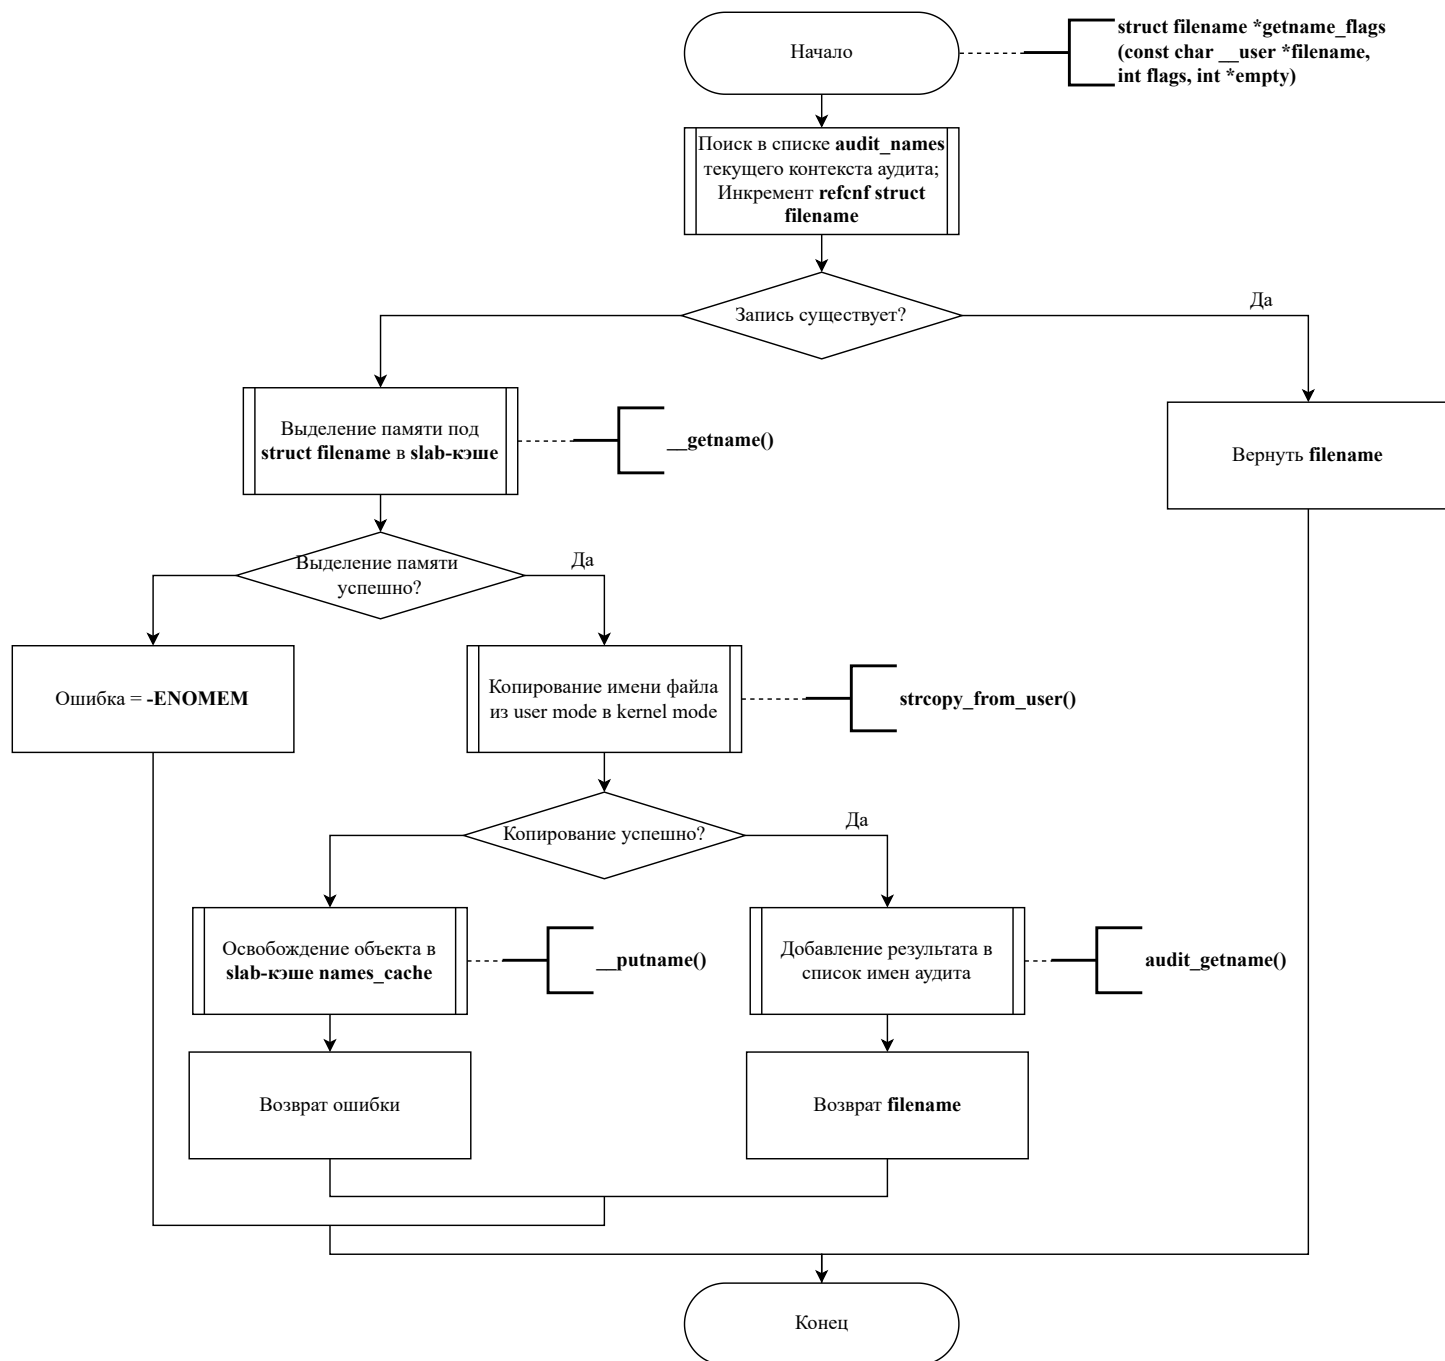 Начало
struct filename *getname_flags
(const char __user *filename,
int flags, int *empty)
Поиск в списке audit_names
текущего контекста аудита;
Инкремент refcnf struct
filename
Запись существует?
Да
Выделение памяти под
struct filename в slab-кэше
__getname()
Вернуть filename
Выделение памяти
успешно?
Да
Ошибка = -ENOMEM
Копирование имени файла
из user mode в kernel mode
strcopy_from_user()
Копирование успешно?
Да
Освобождение объекта в
slab-кэше names_cache
__putname()
Добавление результата в
список имен аудита
audit_getname()
Возврат ошибки
Возврат filename
Конец